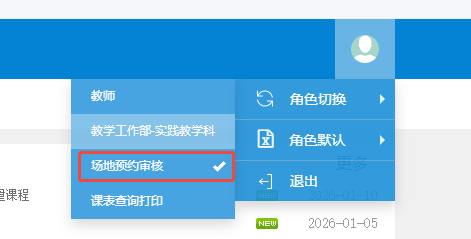 教师
角色切换
教学工作部-实践教学科
角色默认
更多
场地预约审核
退出
课程
2026-01-10
课表查询打印
NEW
2026-01-05